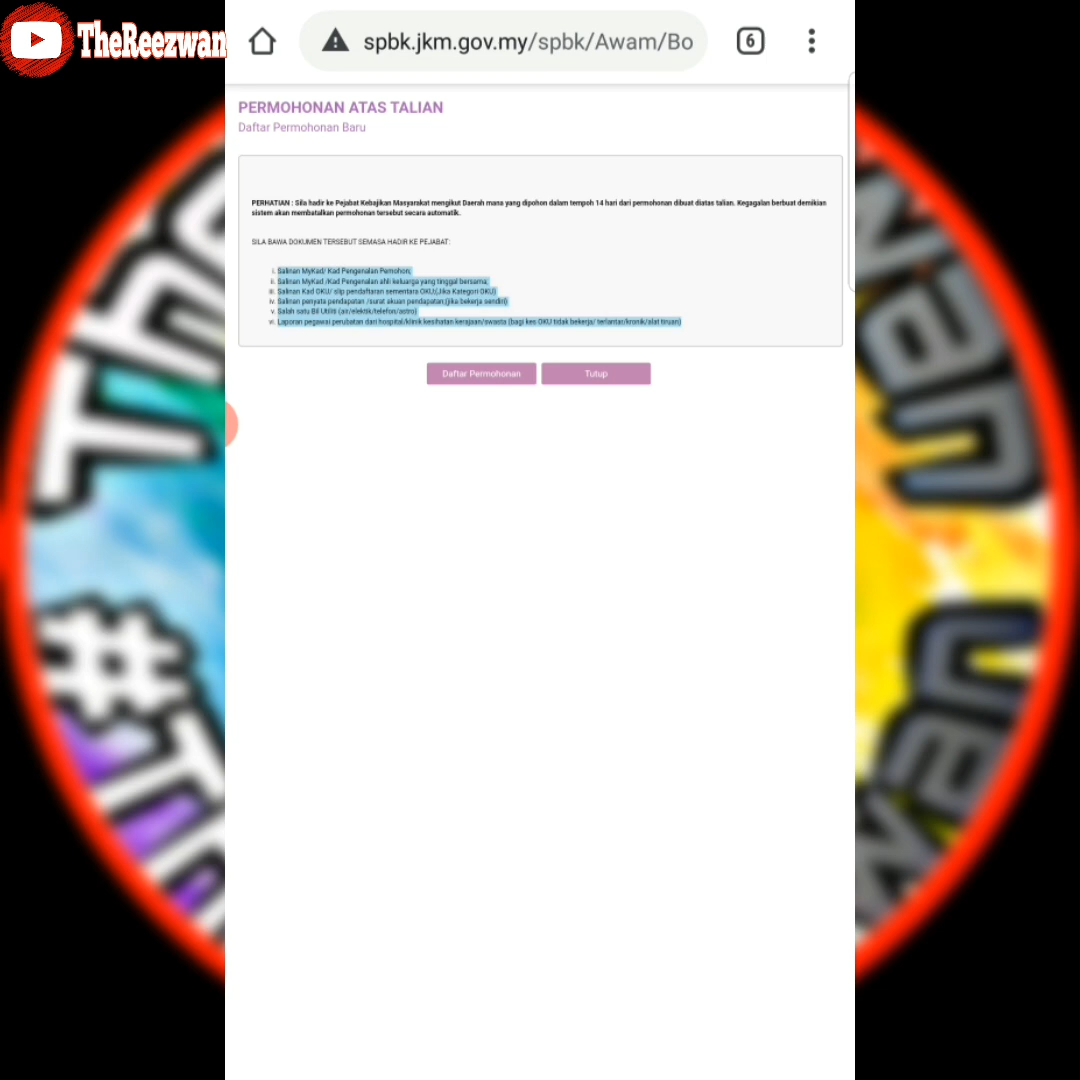 TheReezwan
spbk.jkm.gov.my/spbk/Awam/Bo
6
PERMOHONAN ATAS TALIAN
Daftar Permohonan Baru
PERHATIAN : Sila hadir ke Pejabat Kebajikan Masyarakat mengikut Daerah mana yang dipohon dalam tempoh 14 hari dari permohonan dibuat diatas talian. Kegagalan berbuat demikian
sistem akan membatalkan permohonan tersebut secara automatik.
SILA BAWA DOKUMEN TERSEBUT SEMASA HADIR KE PEJABAT:
i. Salinan MyKad/ Kad Pengenalan Pemohon;
ii. Salinan MyKad /Kad Pengenalan ahli keluarga yang tinggal bersama;
iii. Salinan Kad OKU/ slip pendaftaran sementara OKU;(Jika Kategori OKU)
iv. Salinan penyata pendapatan /surat akuan pendapatan;(jika bekerja sendiri)
v. Salah satu Bil Utiliti (air/elektik/telefon/astro)
vi. Laporan pegawai perubatan dari hospital/klinik kesihatan kerajaan/swasta (bagi kes OKU tidak bekerja/ terlantar/kronik/alat tiruan)
Daftar Permohonan
Tutup